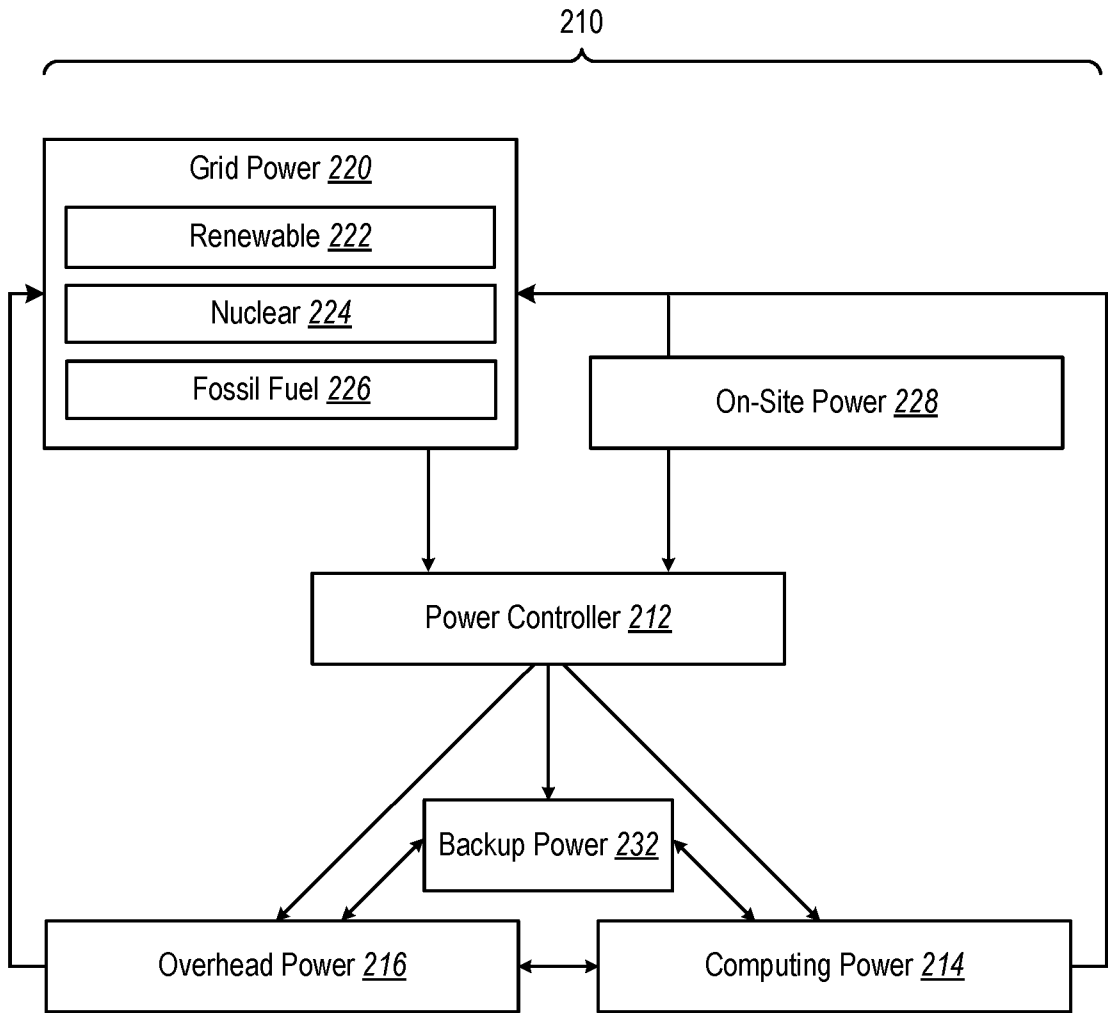 210
Grid Power 220
Renewable 222
Nuclear 224
Fossil Fuel 226
On-Site Power 228
Power Controller 212
Backup Power 232
Overhead Power 216
Computing Power 214